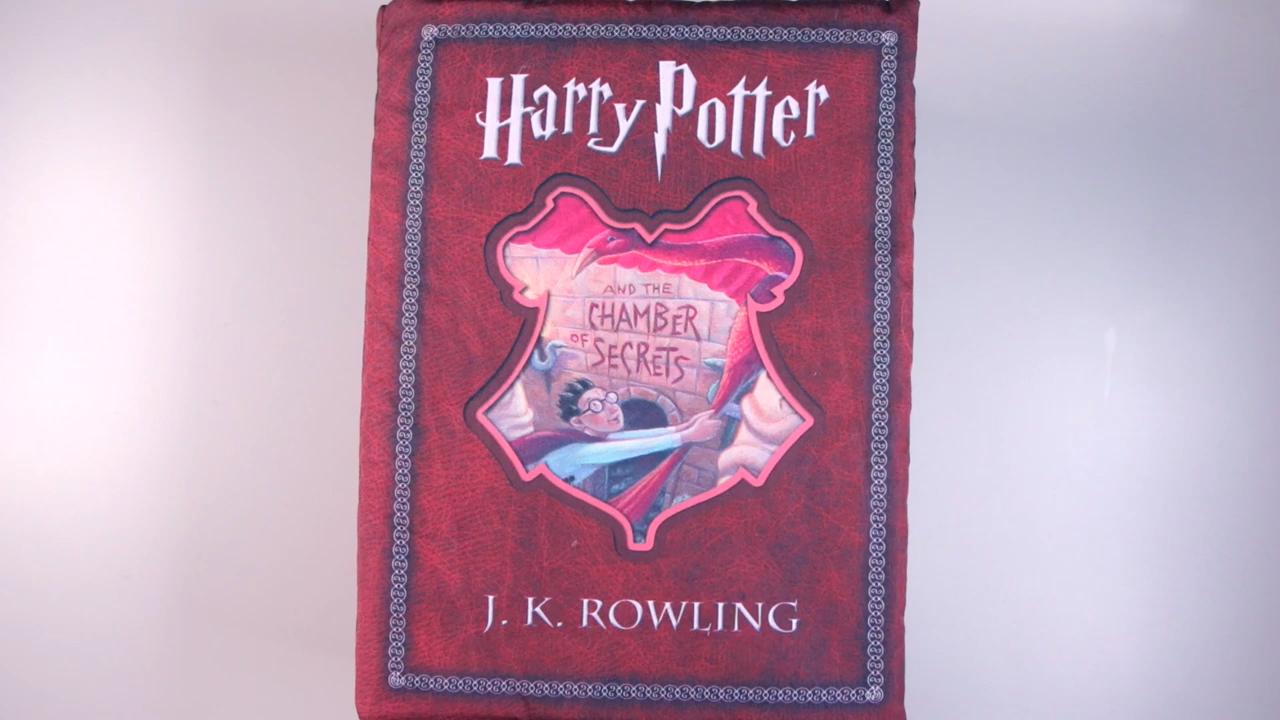 Harry Potter
AND THE
CHAMBER
OF SECRETS
J. K. ROWLING